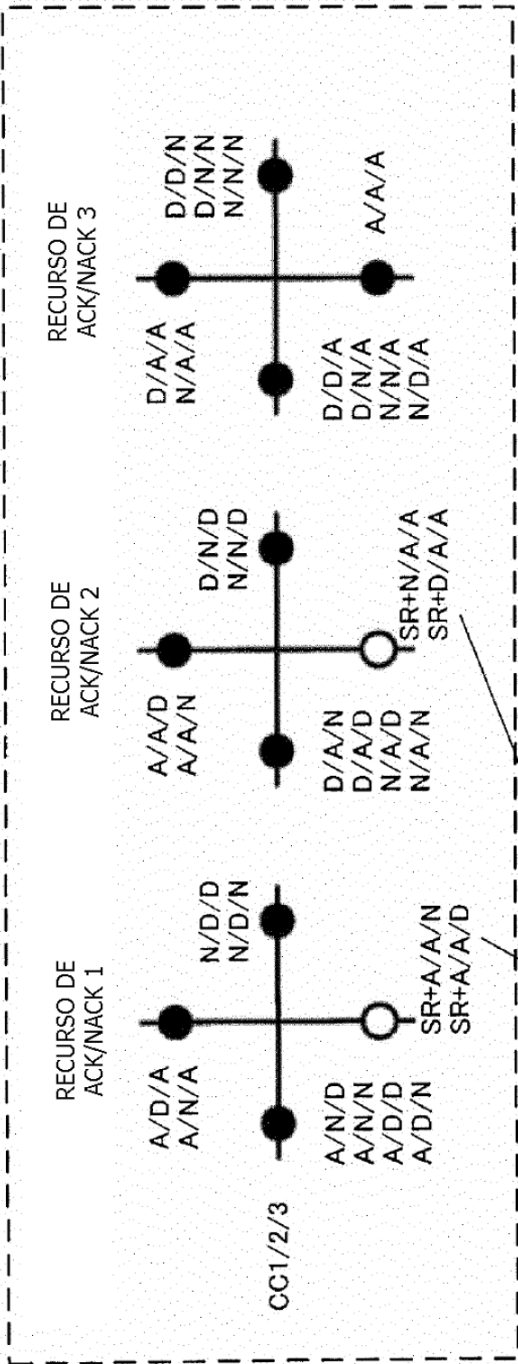 CC1/2/3
RECURSO DE
ACK/NACK 1
A/D/A
A/N/A
N/D/D
N/D/N
A/N/D
A/N/N
A/D/D
A/D/N
SR+A/A/N
SR+A/A/D
RECURSO DE
ACK/NACK 2
A/A/D
A/A/N
D/N/D
N/N/D
D/A/N
D/A/D
N/A/D
N/A/N
SR+N/A/A
SR+D/A/A
RECURSO DE
ACK/NACK 3
D/A/A
N/A/A
D/D/N
D/N/N
N/N/N
D/D/A
D/N/A
N/N/A
N/D/A
A/A/A